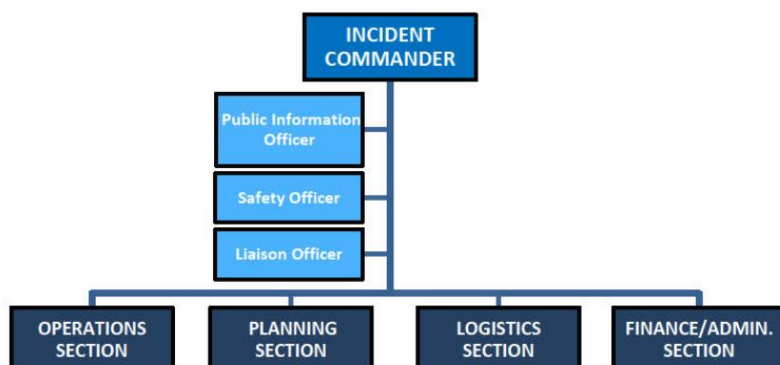 INCIDENT
COMMANDER
Public Information
Officer
Safety Officer
Liaison Officer
OPERATIONS
SECTION
PLANNING
SECTION
LOGISTICS
SECTION
FINANCE/ADMIN.
SECTION